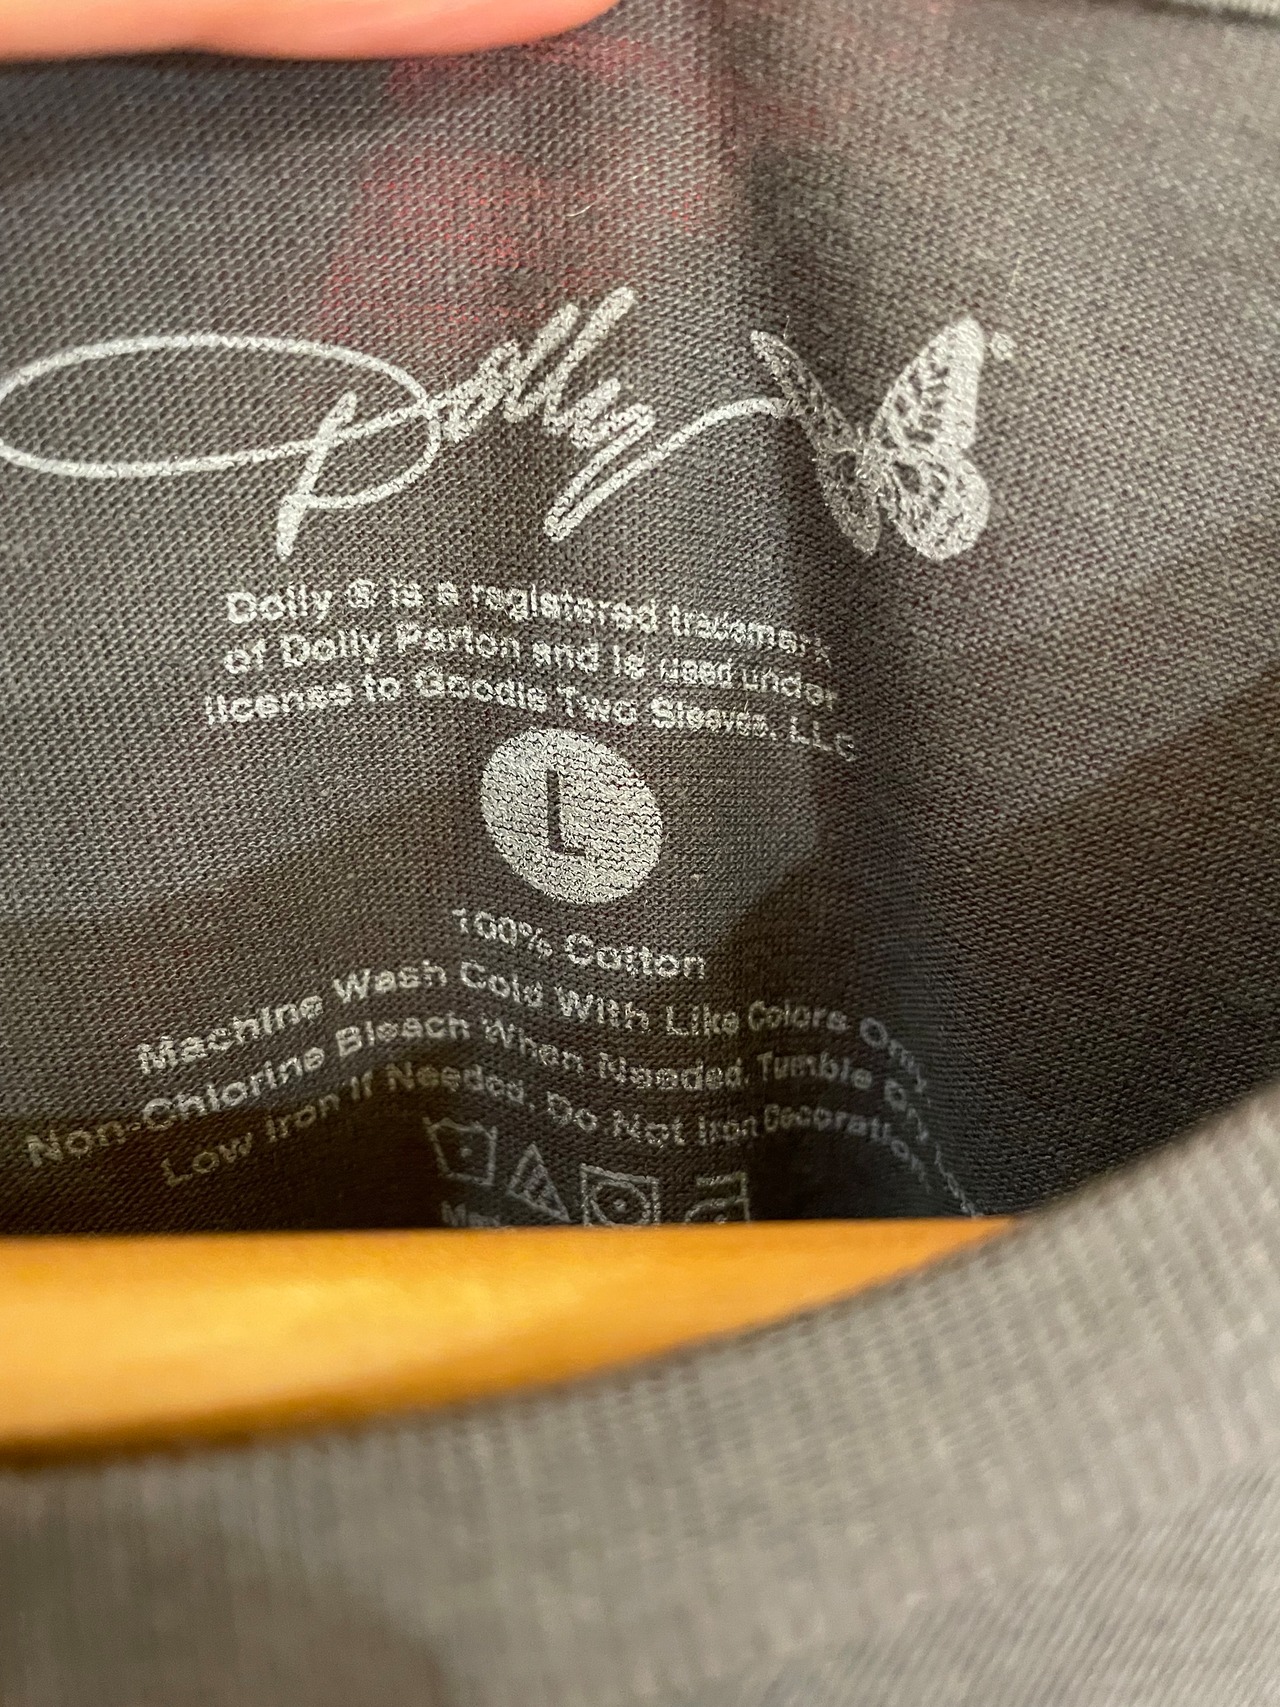 Dolly ®
Dolly ® is a registered trademark
of Dolly Parton and is used under
license to Goodie Two Sleeves, LLC
L
100% Cotton
Machine Wash Cold With Like Colors Only
Non-Chlorine Bleach When Needed. Tumble Dry
Low Iron If Needed. Do Not Iron Decoration